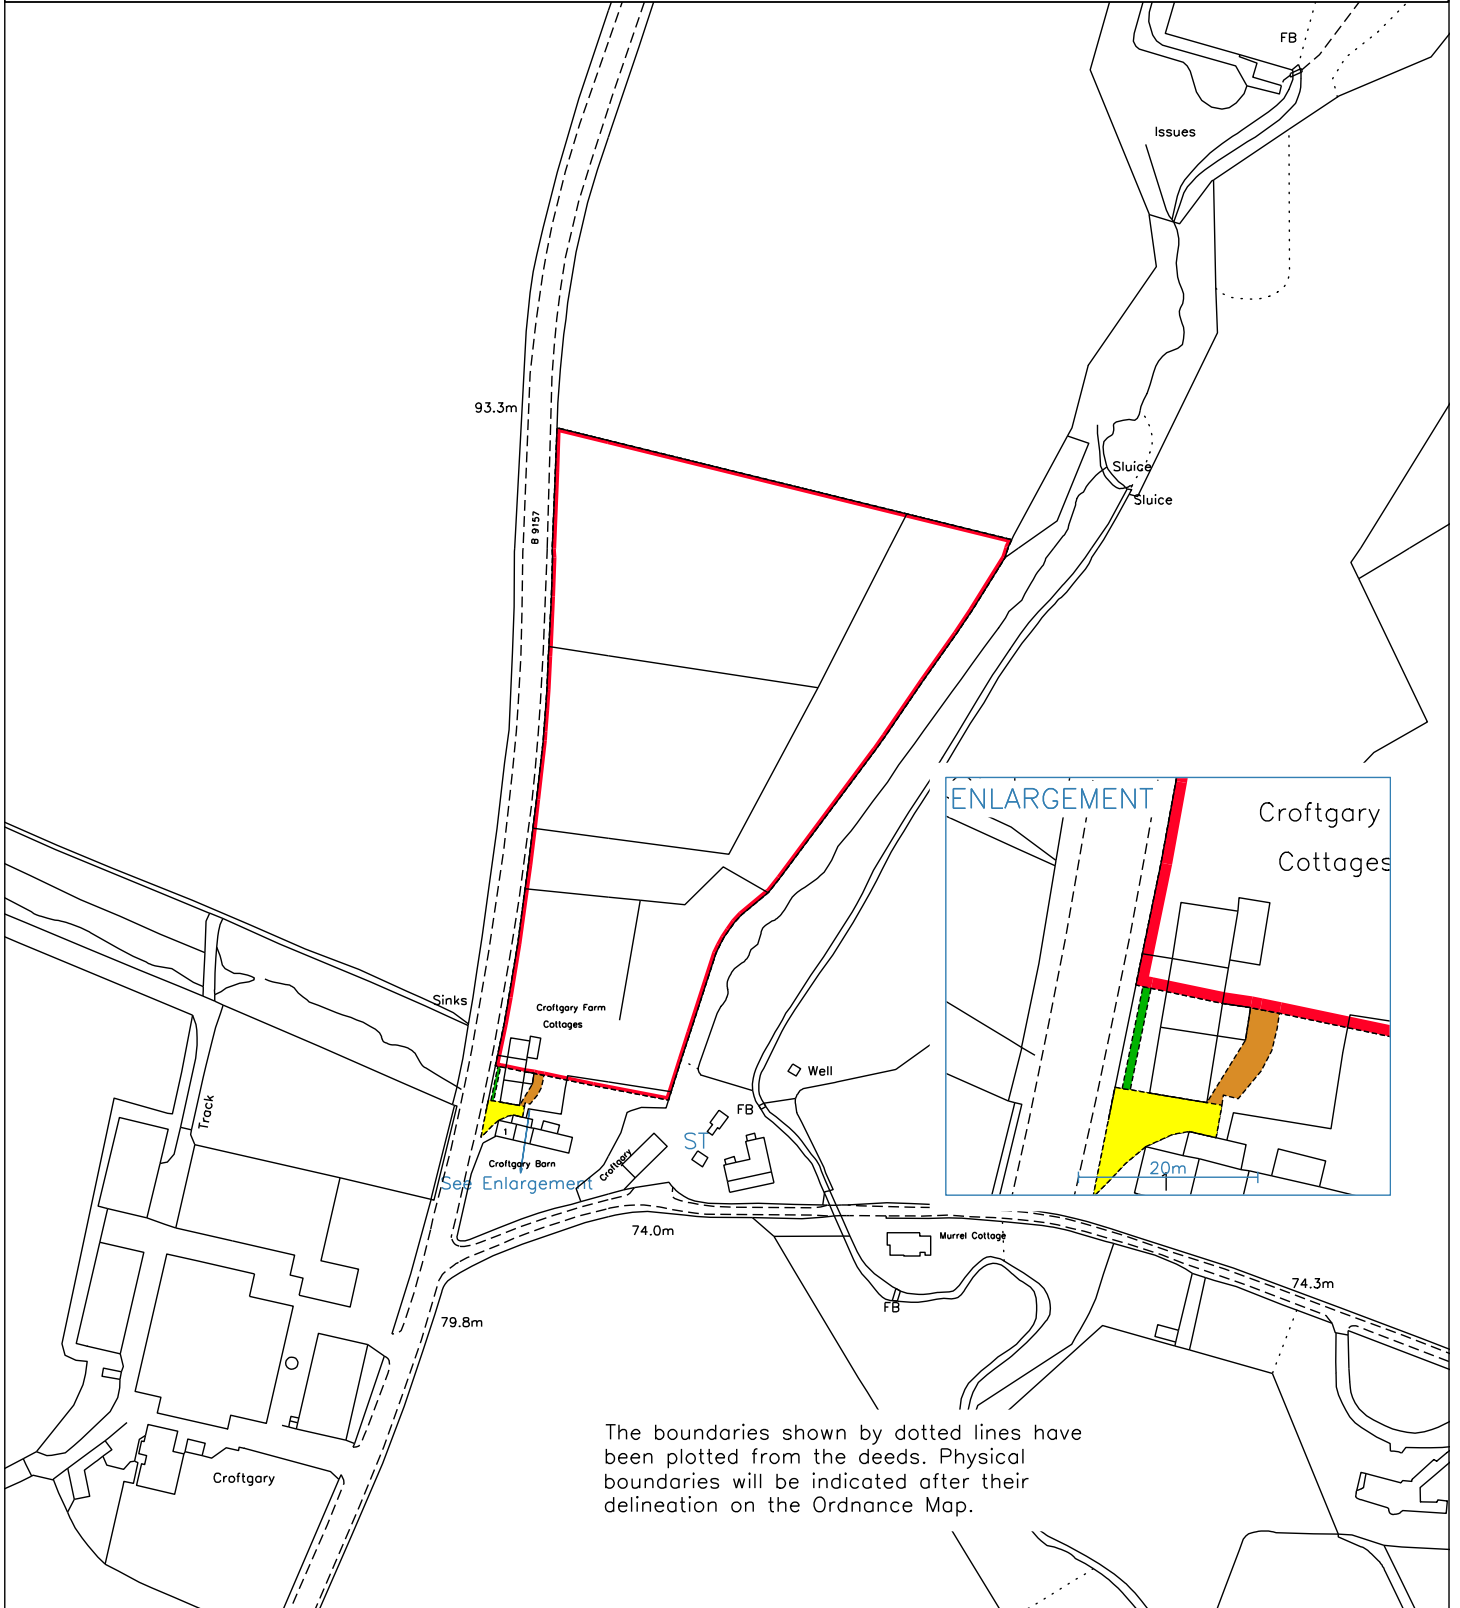 FB
Issues
93.3m
Sluice
Sluice
B 9157
ENLARGEMENT
Croftgary
Cottages
20m
1
Sinks
Croftgary Farm
Cottages
Well
FB
Track
ST
1
Croftgary Barn
Croftgary
See Enlargement
74.0m
Murrel Cottage
74.3m
FB
79.8m
The boundaries shown by dotted lines have
been plotted from the deeds. Physical
boundaries will be indicated after their
delineation on the Ordnance Map.
Croftgary